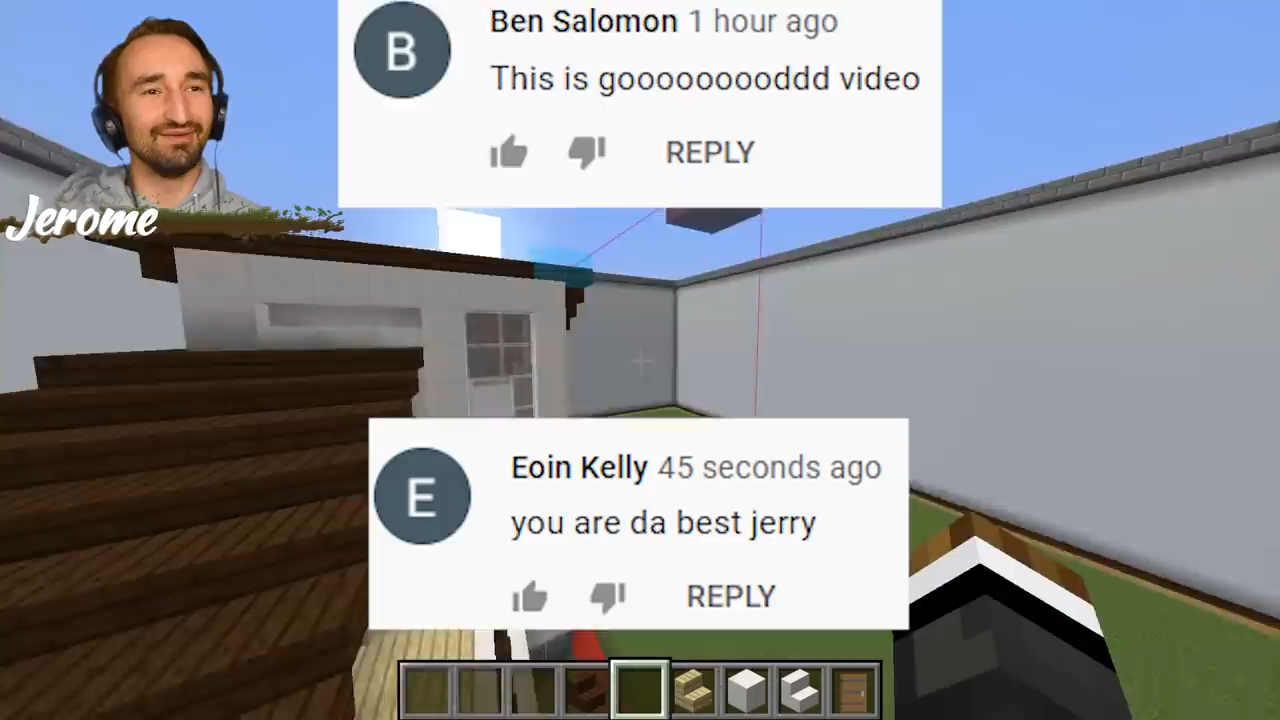 Ben Salomon 1 hour ago
B
This is gooooooooddd video
REPLY
Jerome
Eoin Kelly 45 seconds ago
E
you are da best jerry
REPLY